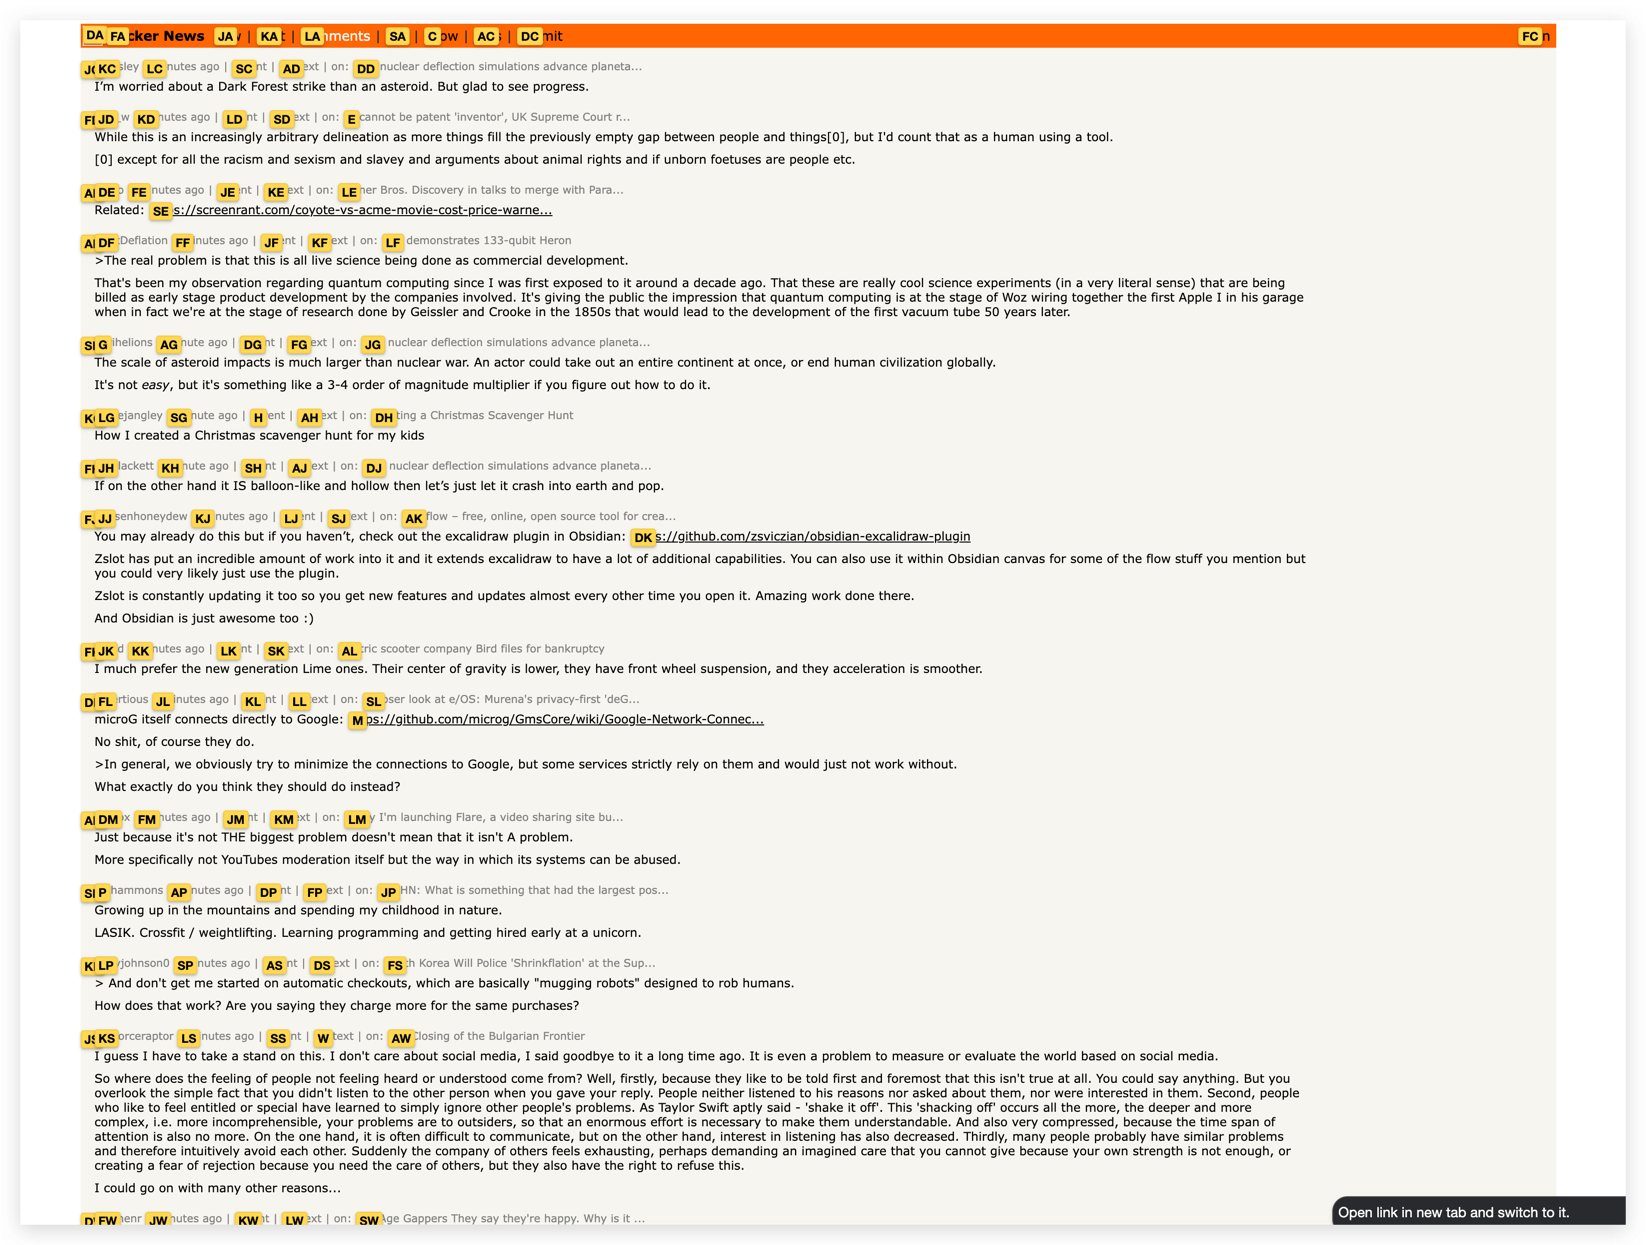 DA FA cker News JA KA LA mments | SA | C ow | AC | DC mit FC n
KC sley LC nutes ago | SC nt | AD ext | on: DD nuclear deflection simulations advance planeta...
I'm worried about a Dark Forest strike than an asteroid. But glad to see progress.
JD _w KD nutes ago | LD nt | SD ext | on: E cannot be patent 'inventor', UK Supreme Court r...
While this is an increasingly arbitrary delineation as more things fill the previously empty gap between people and things[0], but I'd count that as a human using a tool.
[0] except for all the racism and sexism and slavey and arguments about animal rights and if unborn foetuses are people etc.
DE FE nutes ago | JE nt | KE ext | on: LE ner Bros. Discovery in talks to merge with Para...
Related: SE s://screenrant.com/coyote-vs-acme-movie-cost-price-warne...
DF Deflation FF inutes ago | JF ent | KF ext | on: LF demonstrates 133-qubit Heron
>The real problem is that this is all live science being done as commercial development.
That's been my observation regarding quantum computing since I was first exposed to it around a decade ago. That these are really cool science experiments (in a very literal sense) that are being
billed as early stage product development by the companies involved. It's giving the public the impression that quantum computing is at the stage of Woz wiring together the first Apple I in his garage
when in fact we're at the stage of research done by Geissler and Crooke in the 1850s that would lead to the development of the first vacuum tube 50 years later.
G ihelions AG nute ago | DG nt | FG ext | on: JG nuclear deflection simulations advance planeta...
The scale of asteroid impacts is much larger than nuclear war. An actor could take out an entire continent at once, or end human civilization globally.
It's not easy, but it's something like a 3-4 order of magnitude multiplier if you figure out how to do it.
LG ejangley SG nute ago | H ent | AH ext | on: DH ting a Christmas Scavenger Hunt
How I created a Christmas scavenger hunt for my kids
JH lackett KH nute ago | SH nt | AJ ext | on: DJ nuclear deflection simulations advance planeta...
If on the other hand it IS balloon-like and hollow then let's just let it crash into earth and pop.
JJ senhoneydew KJ nutes ago | LJ ent | SJ ext | on: AK flow – free, online, open source tool for crea...
You may already do this but if you haven't, check out the excalidraw plugin in Obsidian: DK s://github.com/zsviczian/obsidian-excalidraw-plugin
Zslot has put an incredible amount of work into it and it extends excalidraw to have a lot of additional capabilities. You can also use it within Obsidian canvas for some of the flow stuff you mention but
you could very likely just use the plugin.
Zslot is constantly updating it too so you get new features and updates almost every other time you open it. Amazing work done there.
And Obsidian is just awesome too :)
JK d KK nutes ago | LK nt | SK ext | on: AL ric scooter company Bird files for bankruptcy
I much prefer the new generation Lime ones. Their center of gravity is lower, they have front wheel suspension, and they acceleration is smoother.
FL ertious JL inutes ago | KL nt | LL ext | on: SL oser look at e/OS: Murena's privacy-first 'deG...
microG itself connects directly to Google: M ps://github.com/microg/GmsCore/wiki/Google-Network-Connec...
No shit, of course they do.
>In general, we obviously try to minimize the connections to Google, but some services strictly rely on them and would just not work without.
What exactly do you think they should do instead?
DM x FM nutes ago | JM nt | KM ext | on: LM y I'm launching Flare, a video sharing site bu...
Just because it's not THE biggest problem doesn't mean that it isn't A problem.
More specifically not YouTubes moderation itself but the way in which its systems can be abused.
P hammons AP nutes ago | DP nt | FP ext | on: JP HN: What is something that had the largest pos...
Growing up in the mountains and spending my childhood in nature.
LASIK. Crossfit / weightlifting. Learning programming and getting hired early at a unicorn.
LP yjohnson0 SP nutes ago | AS nt | DS ext | on: FS h Korea Will Police 'Shrinkflation' at the Sup...
> And don't get me started on automatic checkouts, which are basically "mugging robots" designed to rob humans.
How does that work? Are you saying they charge more for the same purchases?
KS orceraptor LS nutes ago | SS nt | W text | on: AW Closing of the Bulgarian Frontier
I guess I have to take a stand on this. I don't care about social media, I said goodbye to it a long time ago. It is even a problem to measure or evaluate the world based on social media.
So where does the feeling of people not feeling heard or understood come from? Well, firstly, because they like to be told first and foremost that this isn't true at all. You could say anything. But you
overlook the simple fact that you didn't listen to the other person when you gave your reply. People neither listened to his reasons nor asked about them, nor were interested in them. Second, people
who like to feel entitled or special have learned to simply ignore other people's problems. As Taylor Swift aptly said - 'shake it off'. This 'shacking off' occurs all the more, the deeper and more
complex, i.e. more incomprehensible, your problems are to outsiders, so that an enormous effort is necessary to make them understandable. And also very compressed, because the time span of
attention is also no more. On the one hand, it is often difficult to communicate, but on the other hand, interest in listening has also decreased. Thirdly, many people probably have similar problems
and therefore intuitively avoid each other. Suddenly the company of others feels exhausting, perhaps demanding an imagined care that you cannot give because your own strength is not enough, or
creating a fear of rejection because you need the care of others, but they also have the right to refuse this.
I could go on with many other reasons...
FW henr JW nutes ago | KW t | LW ext | on: SW Age Gappers They say they're happy. Why is it ...
Open link in new tab and switch to it.